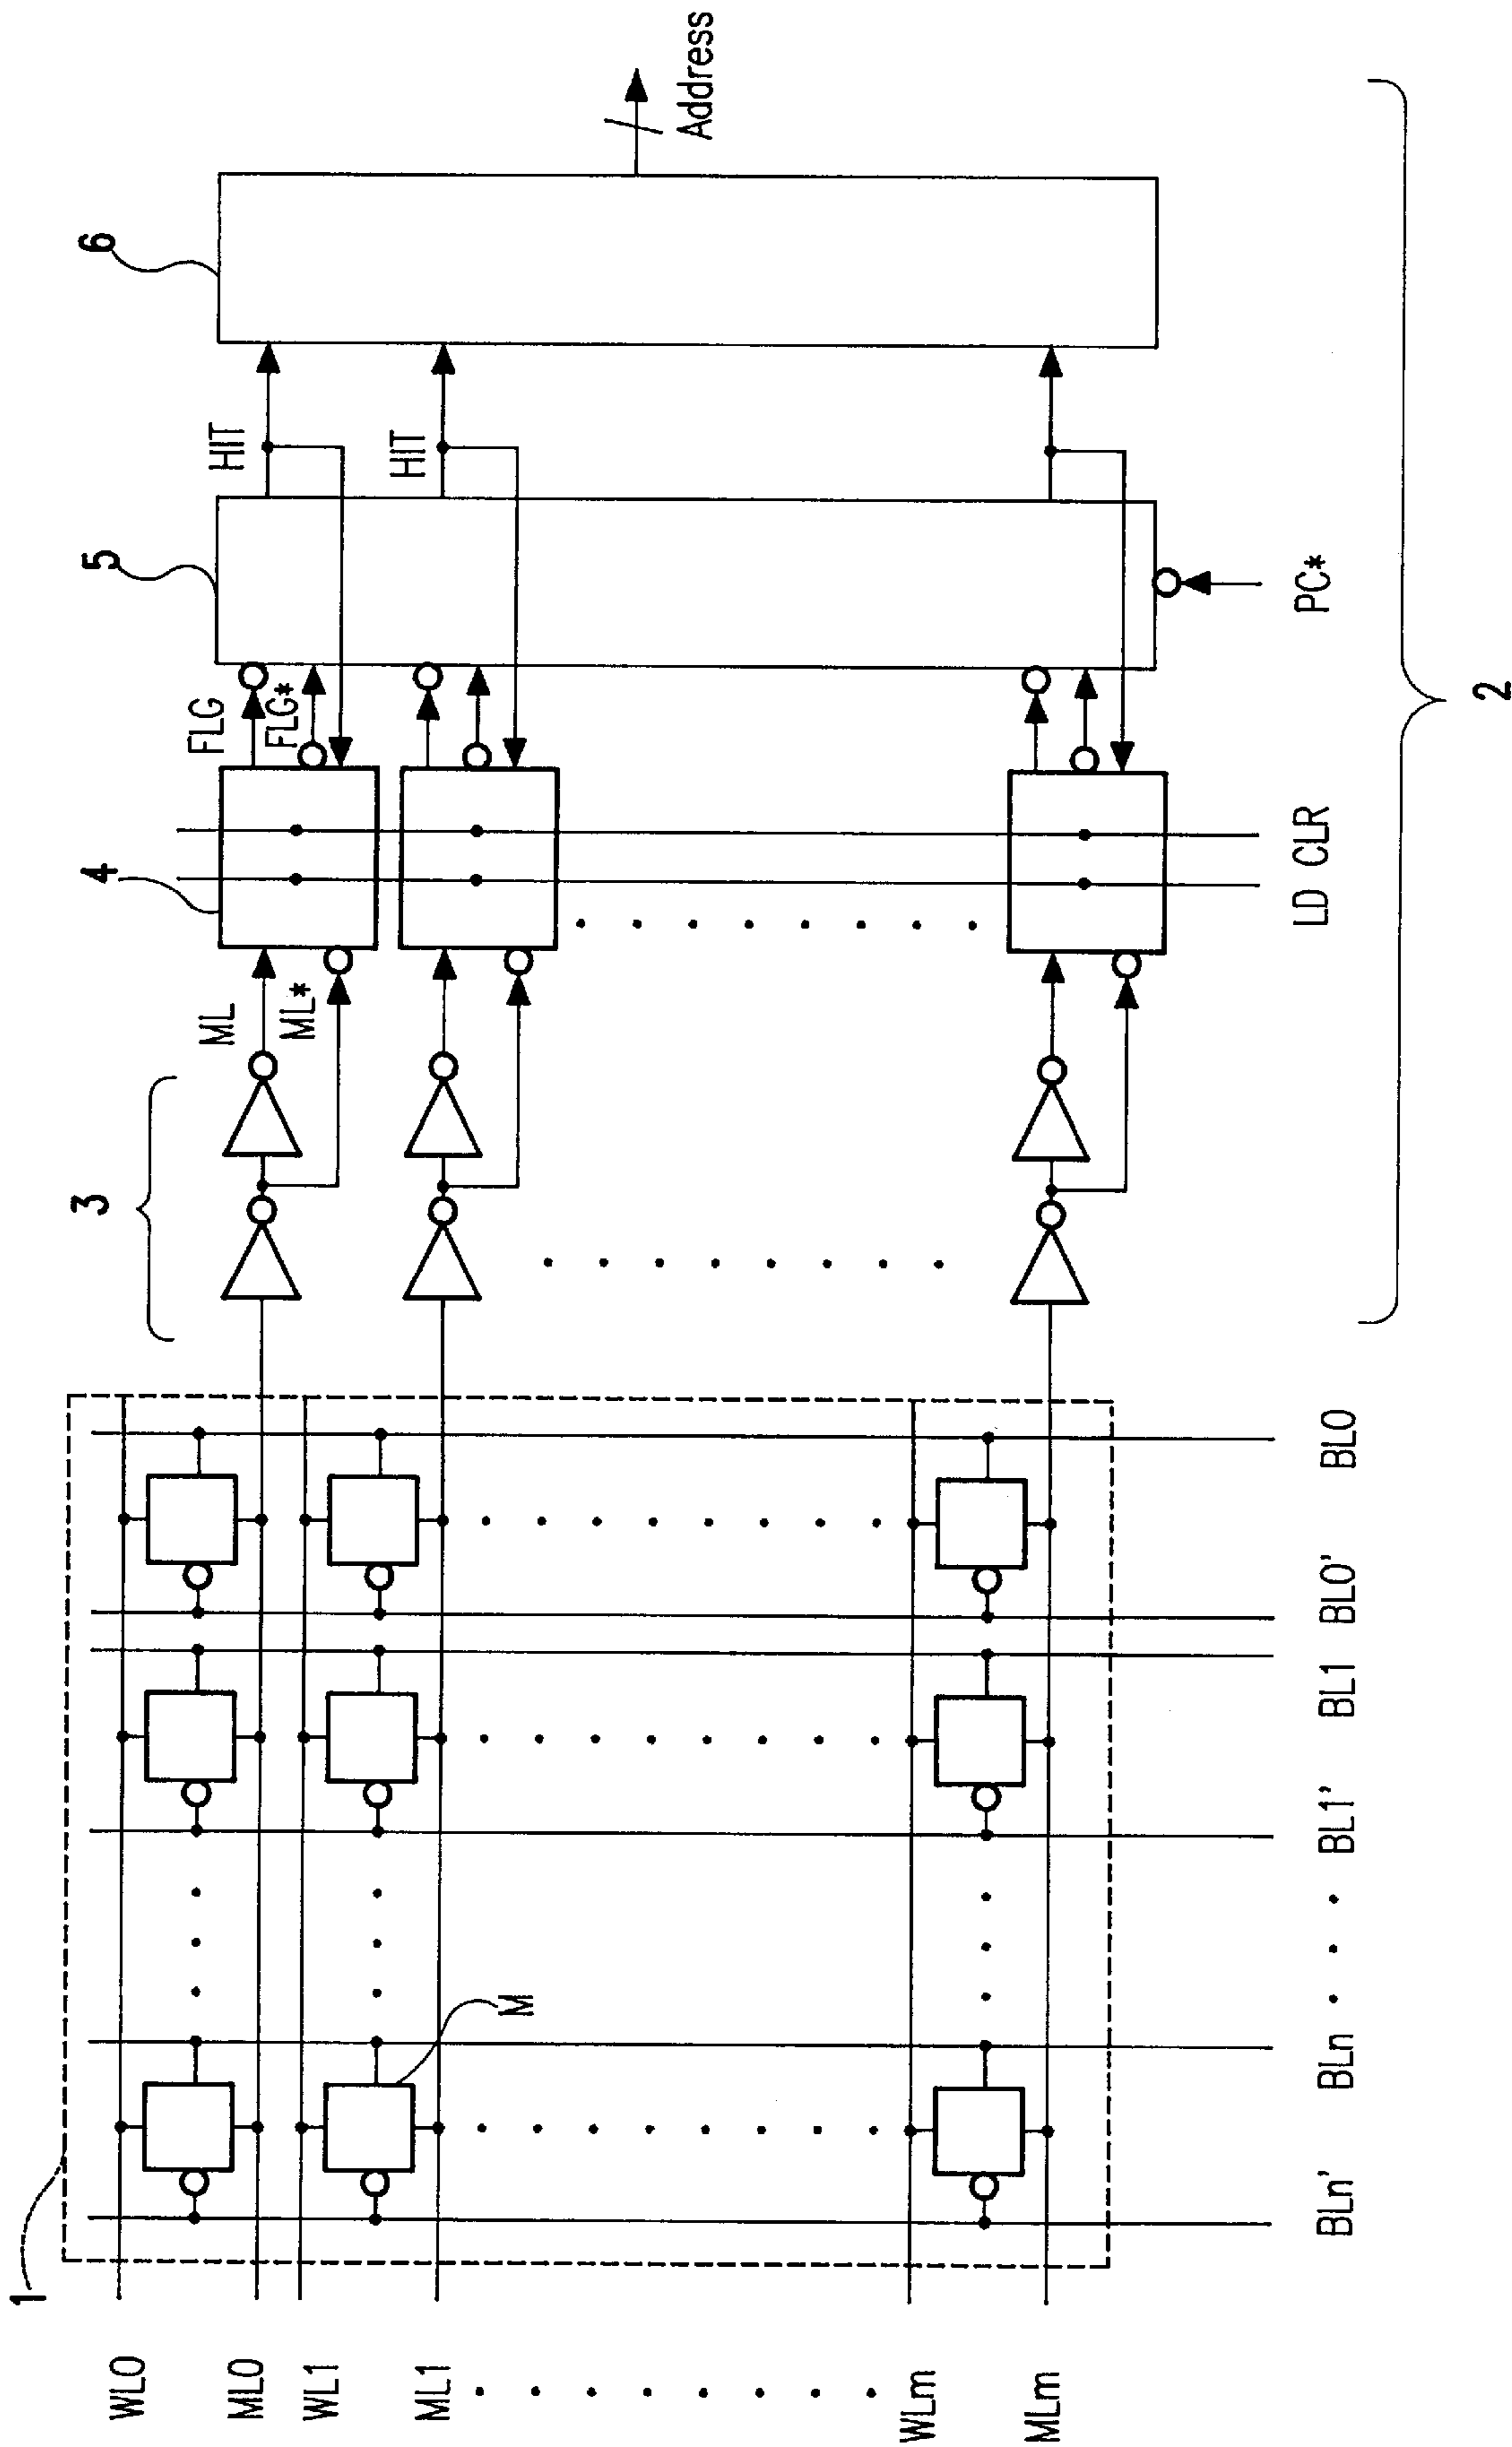 1
2
3
4
5
6
WL0
ML0
WL1
ML1
WLm
MLm
M
BLn'
BLn
BL1'
BL1
BL0'
BL0
ML
ML*
FLG
FLG*
HIT
HIT
LD CLR
PC*
Address